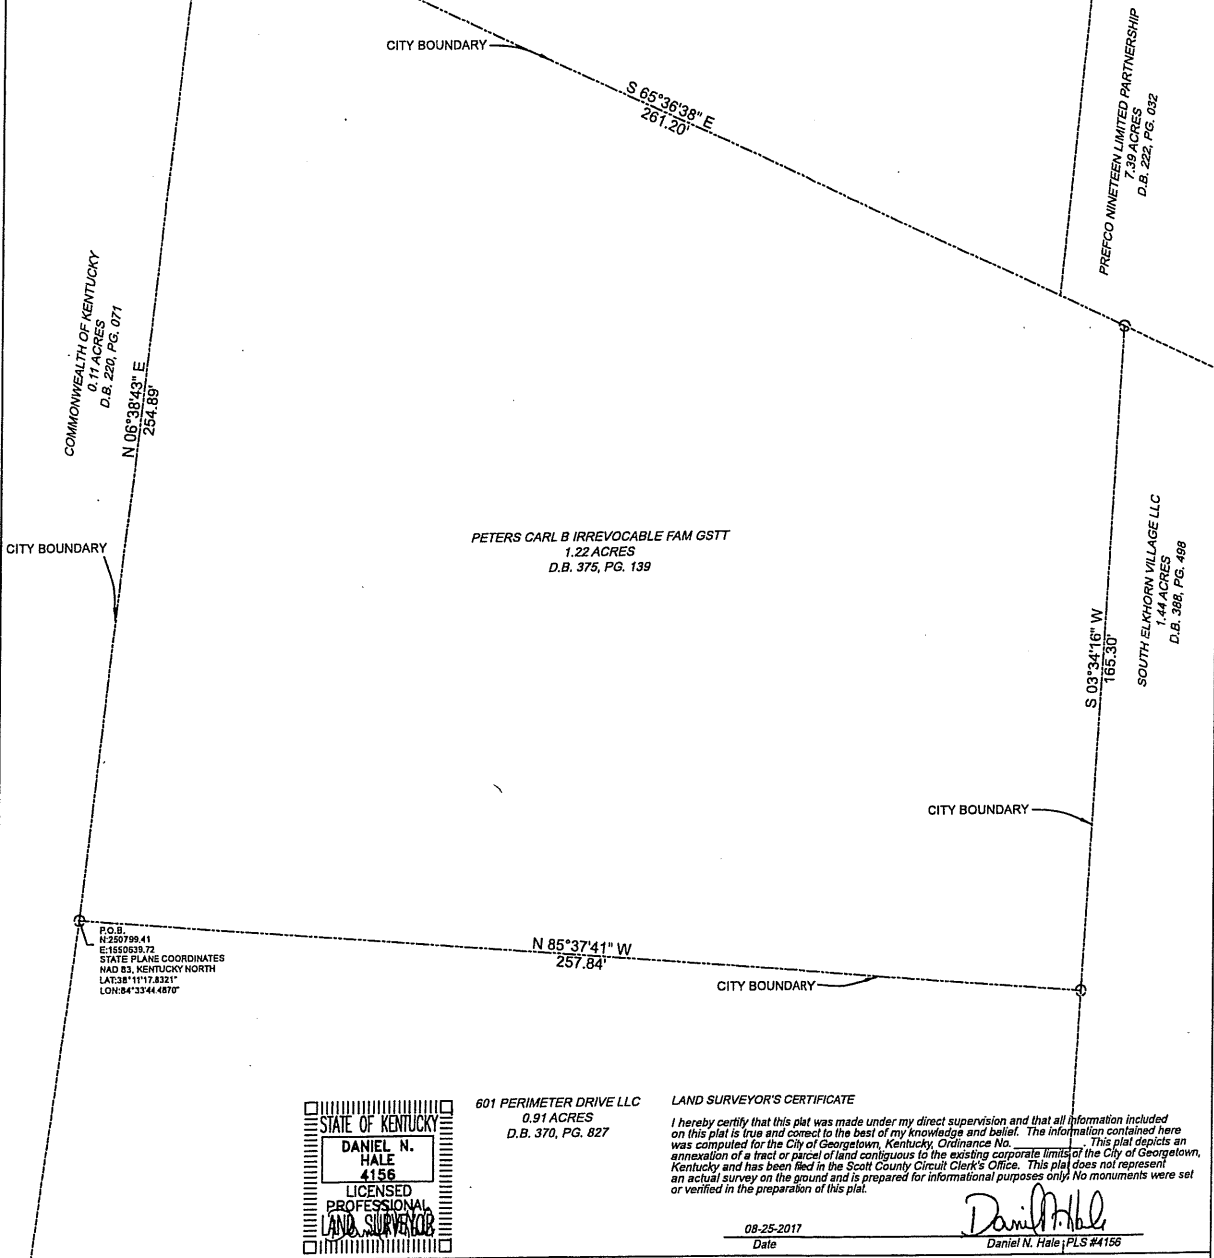 CITY BOUNDARY
S 65°36'38" E
261.20'
PREFCO NINETEEN LIMITED PARTNERSHIP
7.39 ACRES
D.B. 222, PG. 032
COMMONWEALTH OF KENTUCKY
0.11 ACRES
D.B. 220, PG. 071
N 06°38'43" E
254.89'
CITY BOUNDARY
PETERS CARL B IRREVOCABLE FAM GSTT
1.22 ACRES
D.B. 375, PG. 139
SOUTH ELKHORN VILLAGE LLC
1.44 ACRES
D.B. 388, PG. 498
S 03°34'16" W
165.30'
CITY BOUNDARY
P.O.B.
N:250799.41
E:1550639.72
STATE PLANE COORDINATES
NAD 83, KENTUCKY NORTH
LAT:38°11'17.8321"
LON:84°33'44.4870"
N 85°37'41" W
257.84'
CITY BOUNDARY
STATE OF KENTUCKY
DANIEL N.
HALE
4156
LICENSED
PROFESSIONAL
LAND SURVEYOR
601 PERIMETER DRIVE LLC
0.91 ACRES
D.B. 370, PG. 827
LAND SURVEYOR'S CERTIFICATE
I hereby certify that this plat was made under my direct supervision and that all information included
on this plat is true and correct to the best of my knowledge and belief. The information contained here
was computed for the City of Georgetown, Kentucky, Ordinance No. __________. This plat depicts an
annexation of a tract or parcel of land contiguous to the existing corporate limits of the City of Georgetown,
Kentucky and has been filed in the Scott County Circuit Clerk's Office. This plat does not represent
an actual survey on the ground and is prepared for informational purposes only. No monuments were set
or verified in the preparation of this plat.
Daniel N. Hale
08-25-2017
Date
Daniel N. Hale PLS #4156